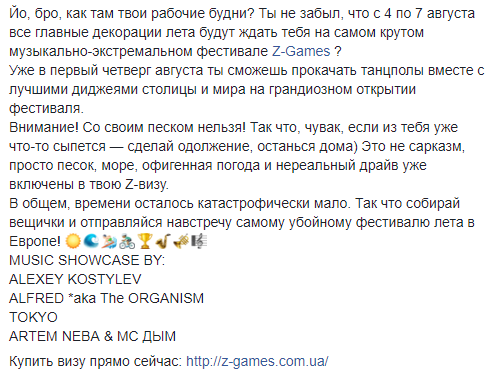 Йо, бро, как там твои рабочие будни? Ты не забыл, что с 4 по 7 августа
все главные декорации лета будут ждать тебя на самом крутом
музыкально-экстремальном фестивале Z-Games ?
Уже в первый четверг августа ты сможешь прокачать танцполы вместе с
лучшими диджеями столицы и мира на грандиозном открытии
фестиваля.
Внимание! Со своим песком нельзя! Так что, чувак, если из тебя уже
что-то сыпется — сделай одолжение, останься дома) Это не сарказм,
просто песок, море, офигенная погода и нереальный драйв уже
включены в твою Z-визу.
В общем, времени осталось катастрофически мало. Так что собирай
вещички и отправляйся навстречу самому убойному фестивалю лета в
Европе! ☀️🌊🏄🚴🏆🎷🎺🎼
MUSIC SHOWCASE BY:
ALEXEY KOSTYLEV
ALFRED *aka The ORGANISM
TOKYO
ARTEM NEBA & МС ДЫМ
Купить визу прямо сейчас: http://z-games.com.ua/